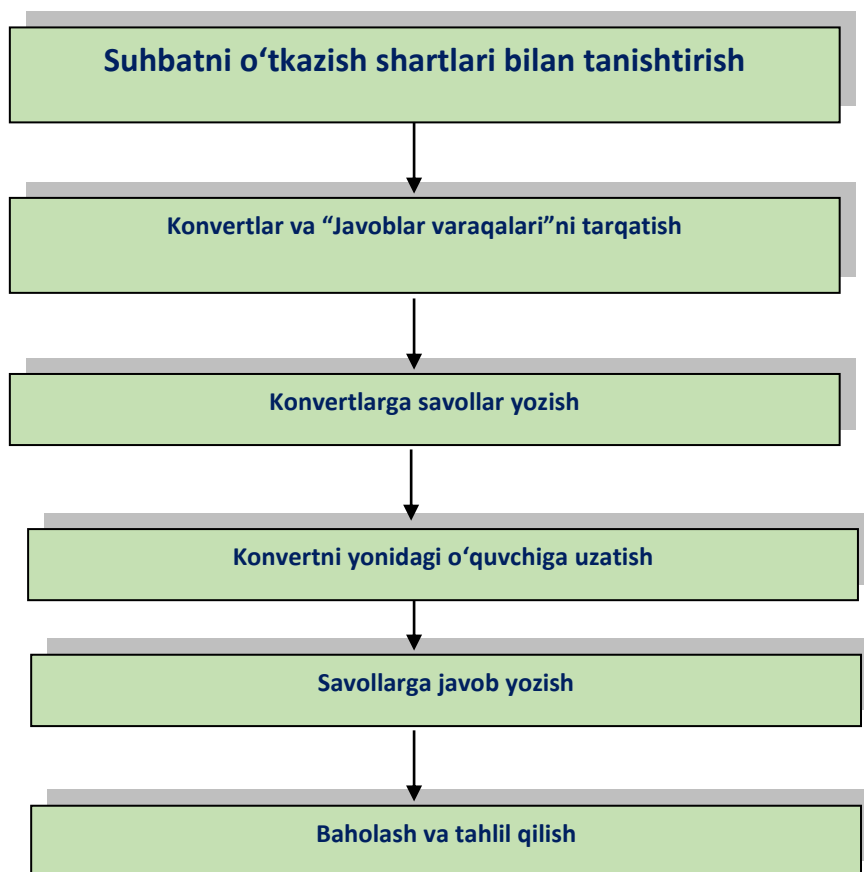 Suhbatni o‘tkazish shartlari bilan tanishtirish
Konvertlar va “Javoblar varaqalari”ni tarqatish
Konvertlarga savollar yozish
Konvertni yonidagi o‘quvchiga uzatish
Savollarga javob yozish
Baholash va tahlil qilish